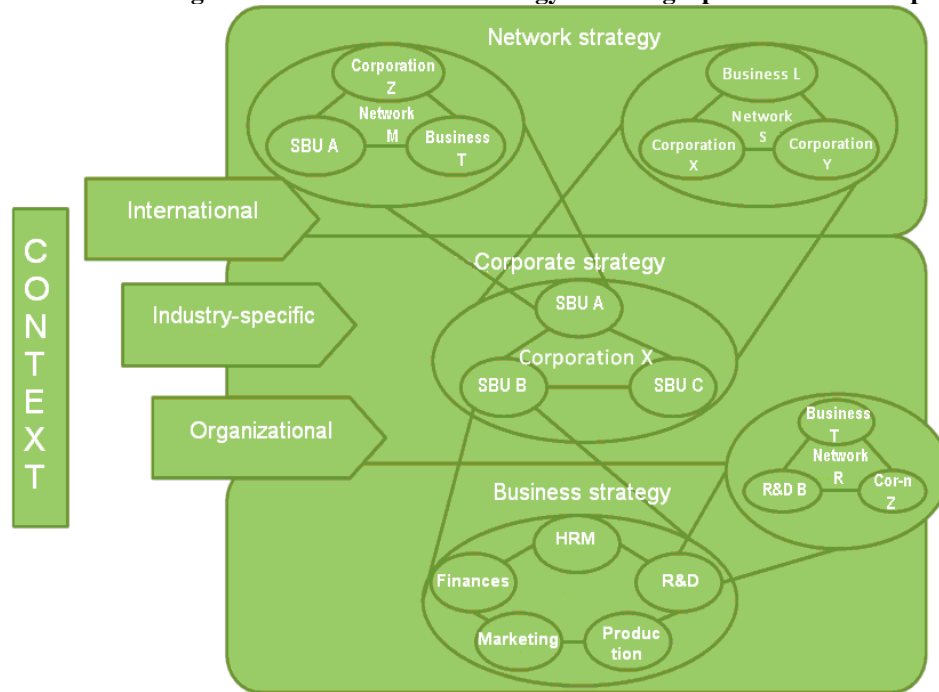 Network strategy
Corporation
Z
Network
M
SBU A
Business
T
Business L
Network
S
Corporation
X
Corporation
Y
CONTEXT
International
Industry-specific
Organizational
Corporate strategy
SBU A
Corporation X
SBU B
SBU C
Business
T
Network
R
R&D B
Cor-n
Z
Business strategy
HRM
Finances
R&D
Marketing
Produc
tion